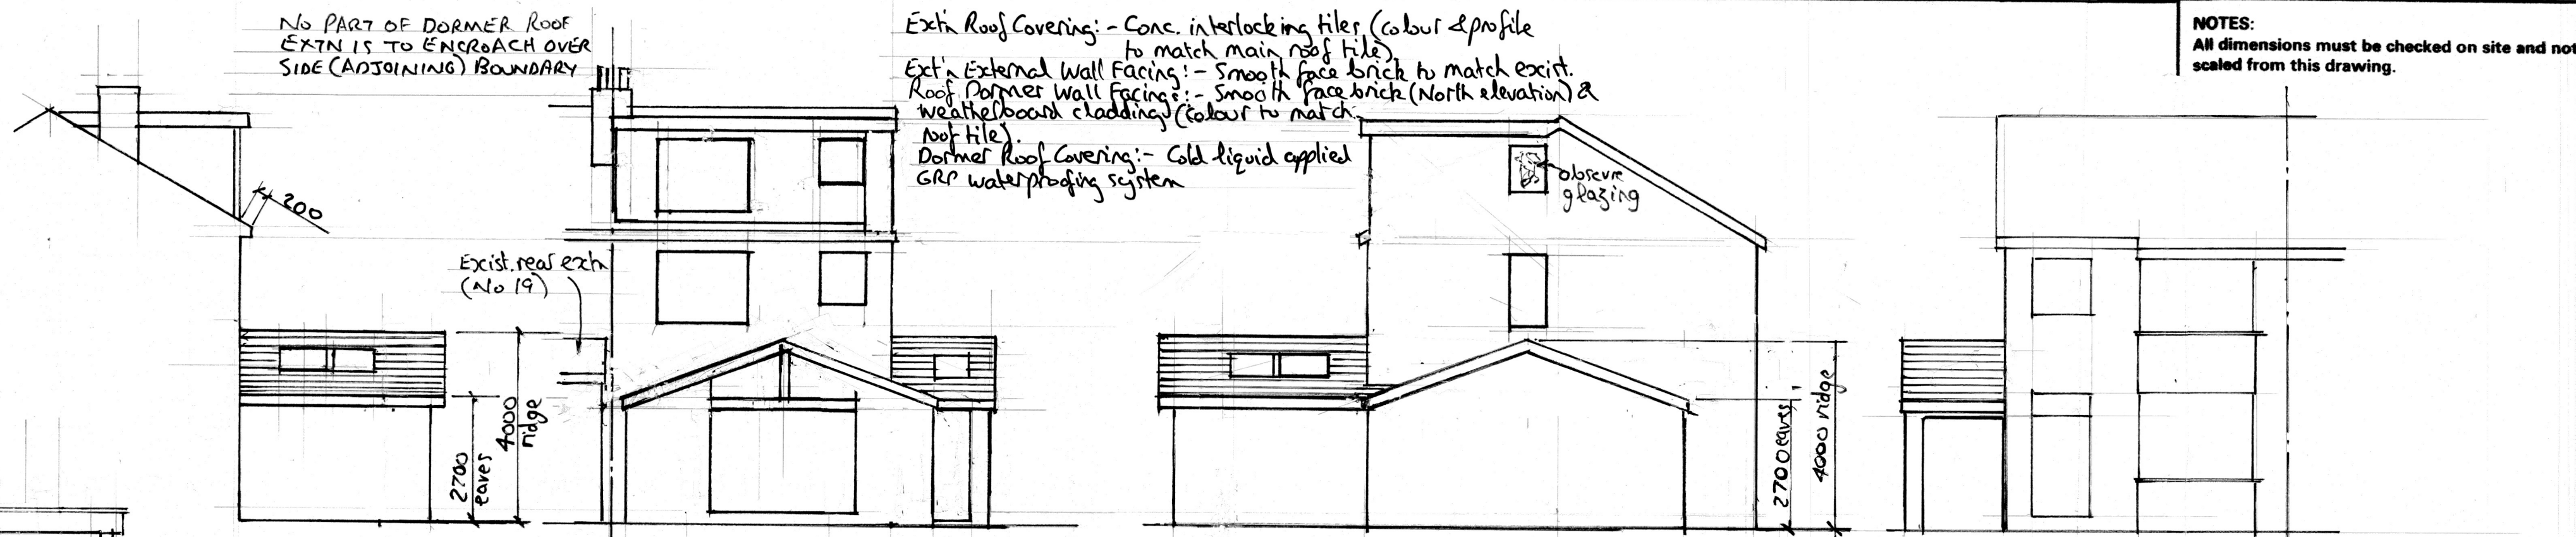 NO PART OF DORMER ROOF
EXTN IS TO ENCROACH OVER
SIDE (ADJOINING) BOUNDARY
Ext'n Roof Covering:- Conc. interlocking tiles (colour & profile
to match main roof tile)
Ext'n External Wall Facing:- Smooth face brick to match exist.
Roof Dormer Wall Facings:- Smooth face brick (North elevation) &
weatherboard cladding (colour to match
roof tile).
Dormer Roof Covering:- Cold liquid applied
GRP waterproofing system
NOTES:
All dimensions must be checked on site and not
scaled from this drawing.
200
Exist. rear extn
(No 19)
obscure
glazing
2700
eaves
4000
ridge
2700 eaves
4000 ridge